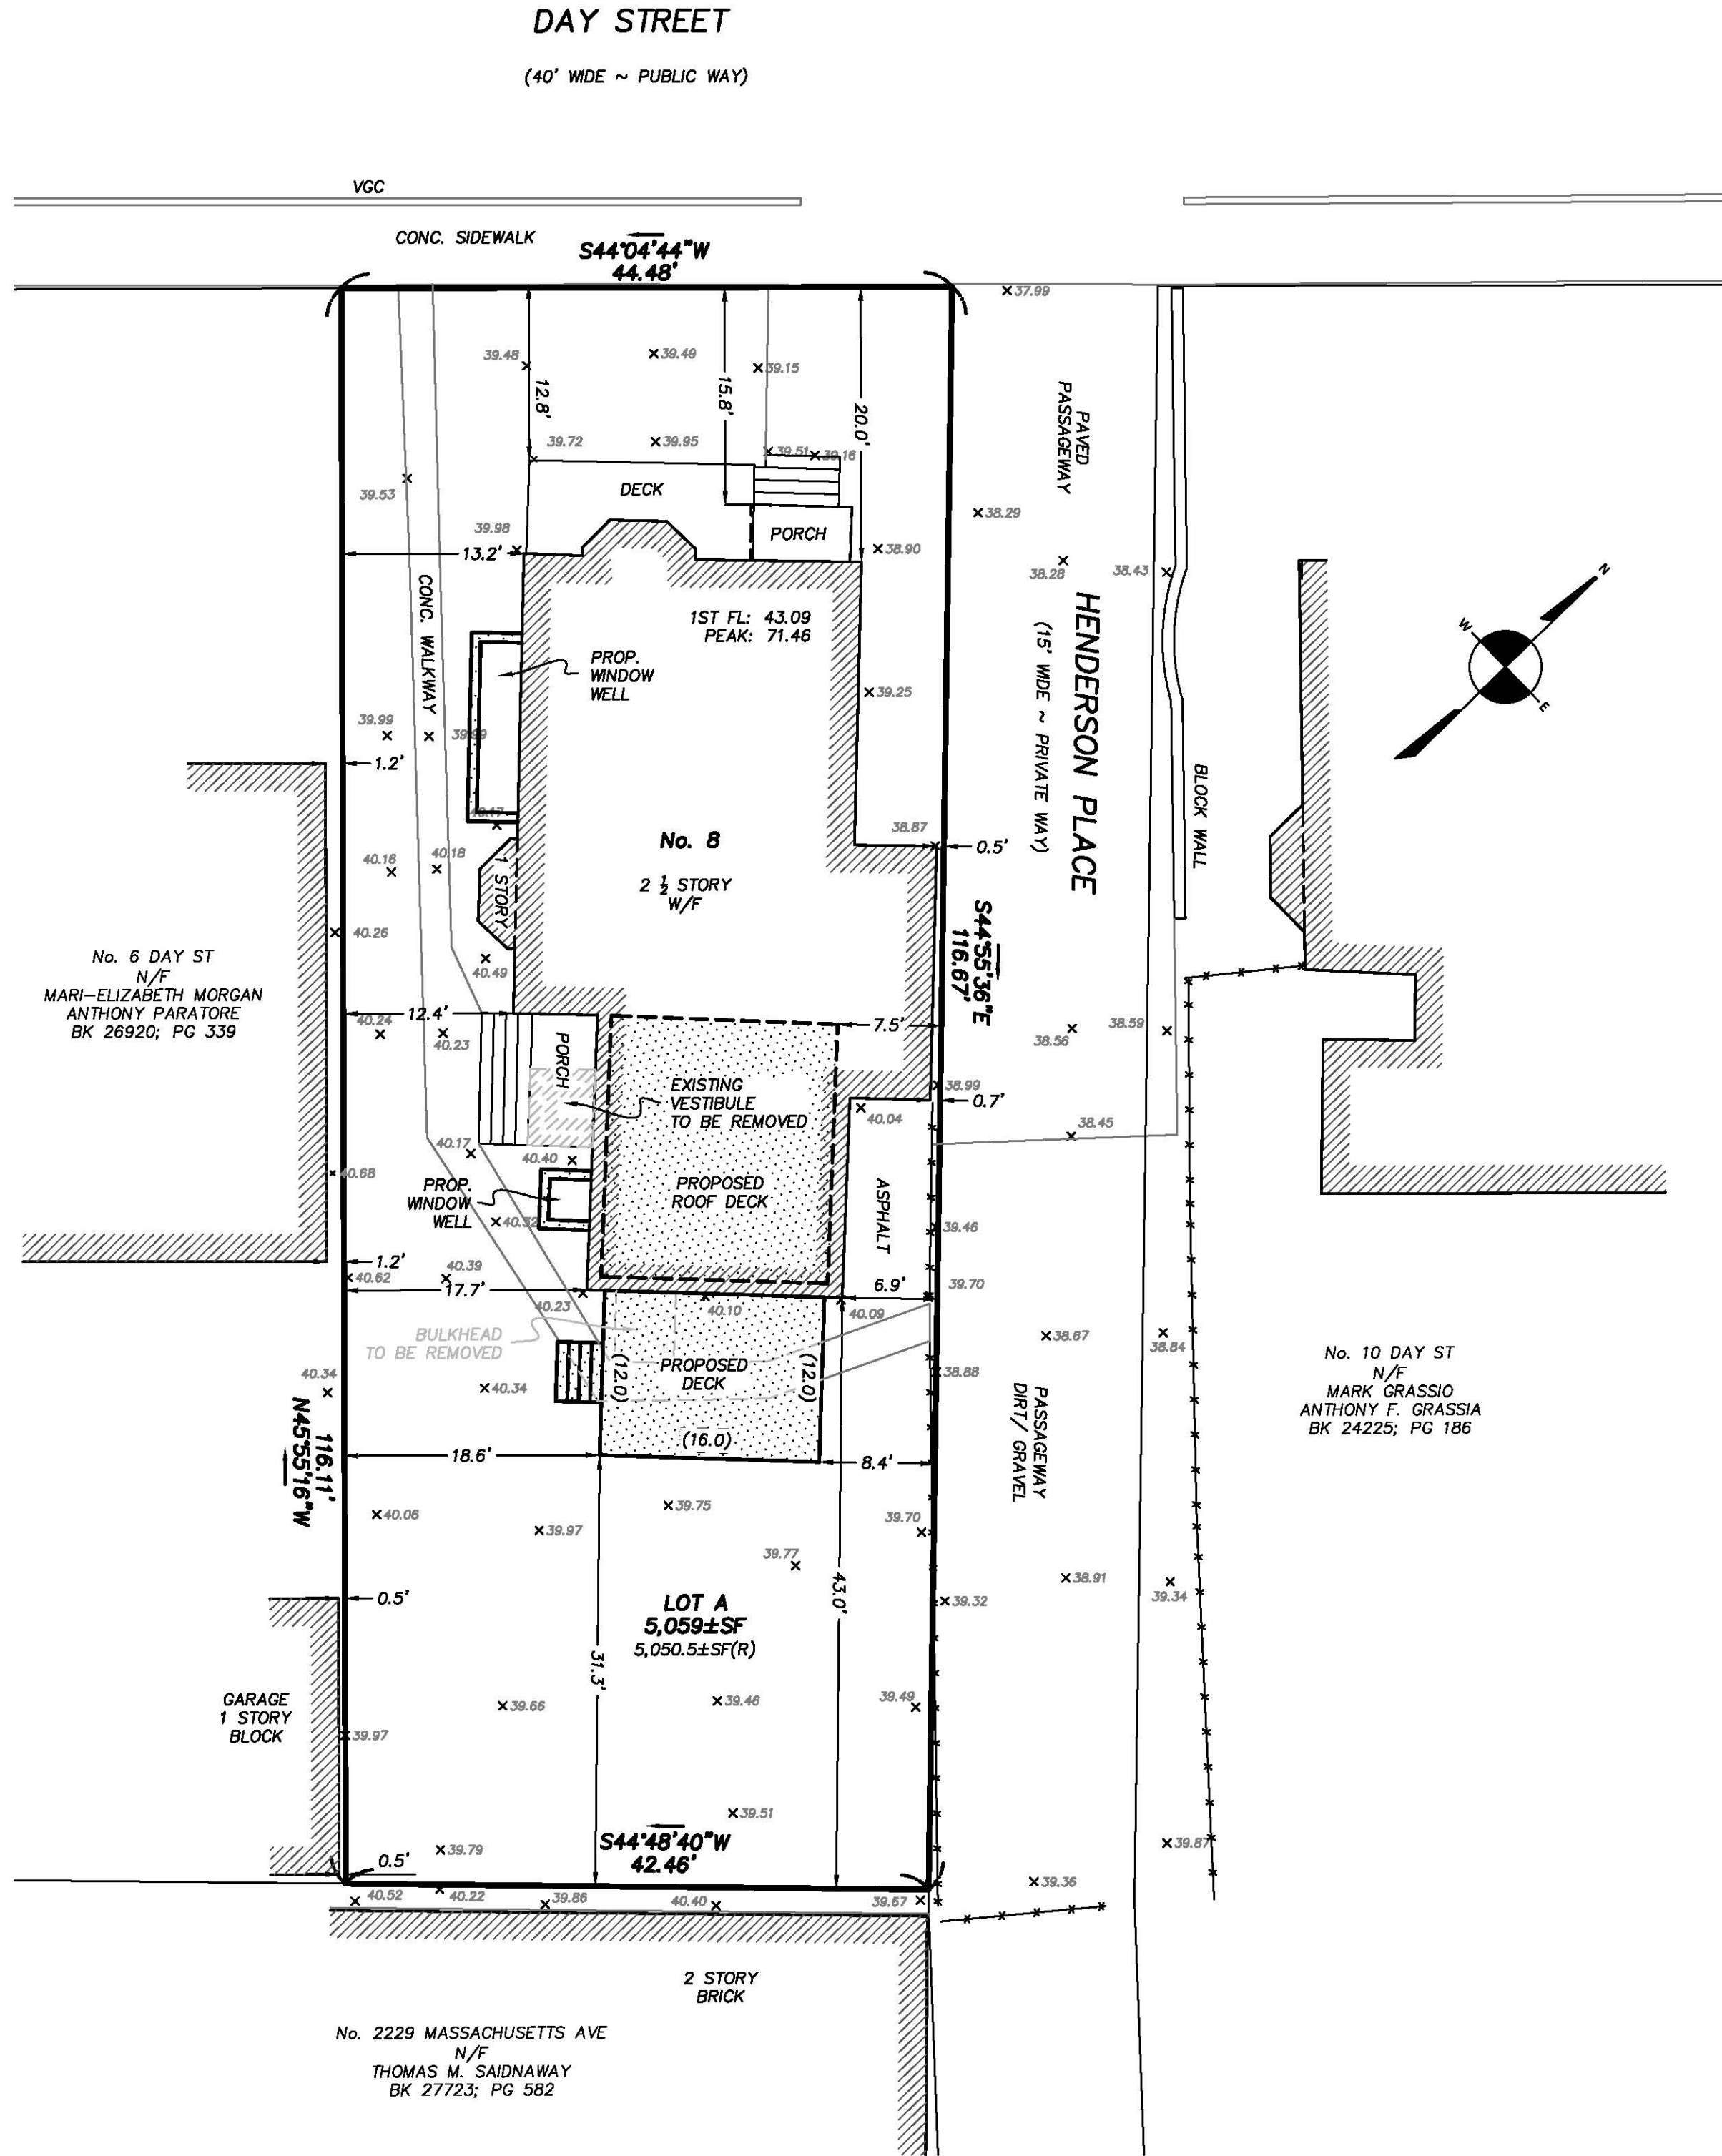 DAY STREET
(40' WIDE ~ PUBLIC WAY)
VGC
CONC. SIDEWALK
S44°04'44"W
44.48'
37.99
39.48
39.49
39.15
12.8'
15.8'
20.0'
PAVED
PASSAGEWAY
39.72
39.95
39.51
39.16
39.53
DECK
38.29
39.98
PORCH
13.2'
38.90
38.28
38.43
N
W
E
CONC. WALKWAY
1ST FL: 43.09
PEAK: 71.46
HENDERSON PLACE
(15' WIDE ~ PRIVATE WAY)
PROP.
WINDOW
WELL
39.25
39.99
39.99
1.2'
BLOCK WALL
No. 8
38.87
0.5'
40.16
40.18
1 STORY
2 ½ STORY
W/F
40.26
S44°55'36"E
116.67'
No. 6 DAY ST
N/F
MARI-ELIZABETH MORGAN
ANTHONY PARATORE
BK 26920; PG 339
40.49
12.4'
7.5'
40.24
40.23
38.56
38.59
PORCH
EXISTING
VESTIBULE
TO BE REMOVED
38.99
0.7'
40.04
38.45
40.17
40.40
40.68
PROP.
WINDOW
WELL
PROPOSED
ROOF DECK
ASPHALT
40.32
39.46
1.2'
40.62
40.39
17.7'
6.9'
39.70
40.23
40.10
40.09
BULKHEAD
TO BE REMOVED
38.67
38.84
(12.0)
PROPOSED
DECK
(12.0)
38.88
40.34
40.34
PASSAGEWAY
DIRT/ GRAVEL
No. 10 DAY ST
N/F
MARK GRASSIO
ANTHONY F. GRASSIA
BK 24225; PG 186
116.11'
N45°55'16"W
(16.0)
18.6'
8.4'
40.06
39.97
39.75
39.70
39.77
38.91
39.34
0.5'
43.0'
39.32
LOT A
5,059±SF
5,050.5±SF(R)
31.3'
GARAGE
1 STORY
BLOCK
39.66
39.46
39.49
39.97
39.51
S44°48'40"W
42.46'
39.79
0.5'
39.87
40.52
40.22
39.86
40.40
39.67
39.36
2 STORY
BRICK
No. 2229 MASSACHUSETTS AVE
N/F
THOMAS M. SAIDNAWAY
BK 27723; PG 582